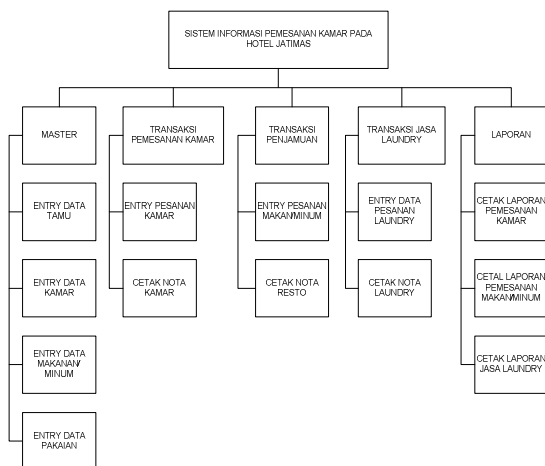 SISTEM INFORMASI PEMESANAN KAMAR PADA
HOTEL JATIMAS
MASTER
TRANSAKSI
PEMESANAN KAMAR
TRANSAKSI
PENJAMUAN
TRANSAKSI JASA
LAUNDRY
LAPORAN
ENTRY DATA
TAMU
ENTRY PESANAN
KAMAR
ENTRY PESANAN
MAKAN/MINUM
ENTRY DATA
PESANAN
LAUNDRY
CETAK LAPORAN
PEMESANAN
KAMAR
ENTRY DATA
KAMAR
CETAK NOTA
KAMAR
CETAK NOTA
RESTO
CETAK NOTA
LAUNDRY
CETAL LAPORAN
PEMESANAN
MAKAN/MINUM
ENTRY DATA
MAKANAN/
MINUM
CETAK LAPORAN
JASA LAUNDRY
ENTRY DATA
PAKAIAN